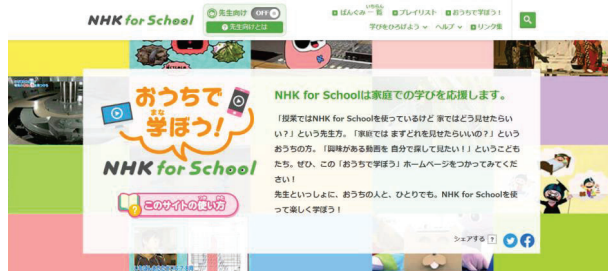 NHK for School
先生向け OFF
先生向けとは
ばんぐみ一覧 プレイリスト おうちで学ぼう！
いちらん
学びをひろげよう ヘルプ リンク集
おうちで
まな
学ぼう！
NHK for School
このサイトの使い方
NHK for Schoolは家庭での学びを応援します。
「授業ではNHK for Schoolを使っているけど 家ではどう見せたらい
い？」という先生方。「家庭では まずどれを見せたらいいの？」という
おうちの方。「興味がある動画を 自分で探して見たい！」というこども
たち。ぜひ、この「おうちで学ぼう」ホームページをつかってみてくだ
さい！
先生といっしょに、おうちの人と、ひとりでも。NHK for Schoolを使
って楽しく学ぼう！
シェアする ?